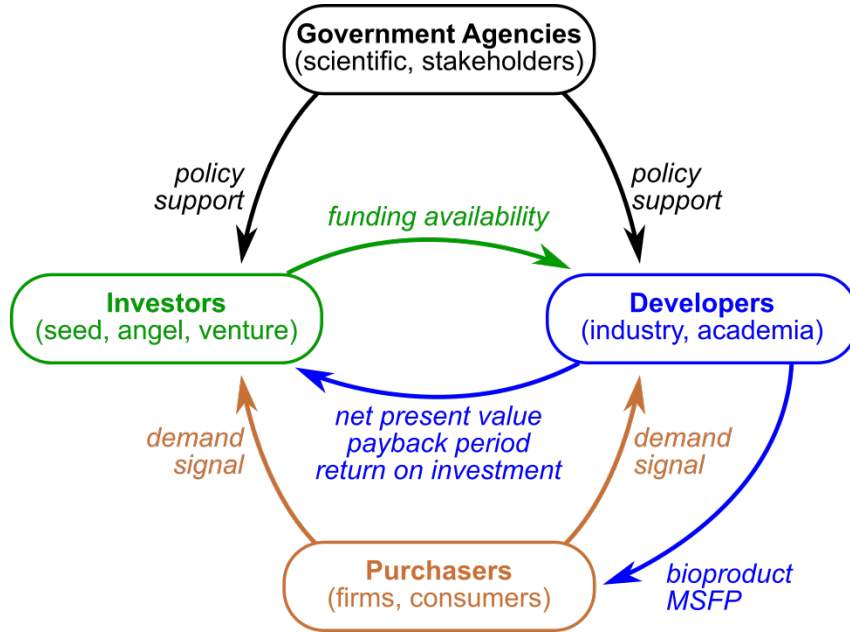 Government Agencies
(scientific, stakeholders)
policy
support
policy
support
funding availability
Investors
(seed, angel, venture)
Developers
(industry, academia)
net present value
payback period
return on investment
demand
signal
demand
signal
Purchasers
(firms, consumers)
bioproduct
MSFP